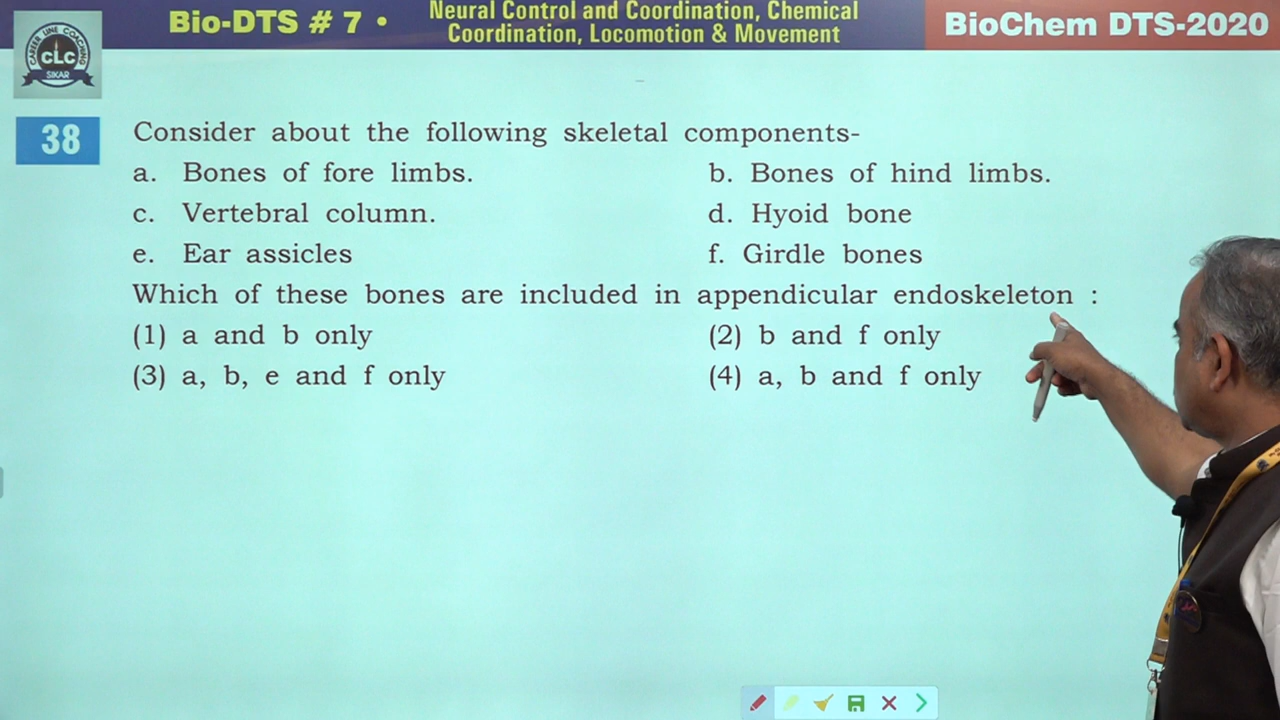 Bio-DTS # 7 •
Neural Control and Coordination, Chemical
Coordination, Locomotion & Movement
BioChem DTS-2020
CAREER LINE COACHING
CLC
SIKAR
38
Consider about the following skeletal components-
a. Bones of fore limbs.
b. Bones of hind limbs.
c. Vertebral column.
d. Hyoid bone
e. Ear assicles
f. Girdle bones
Which of these bones are included in appendicular endoskeleton :
(1) a and b only
(2) b and f only
(3) a, b, e and f only
(4) a, b and f only